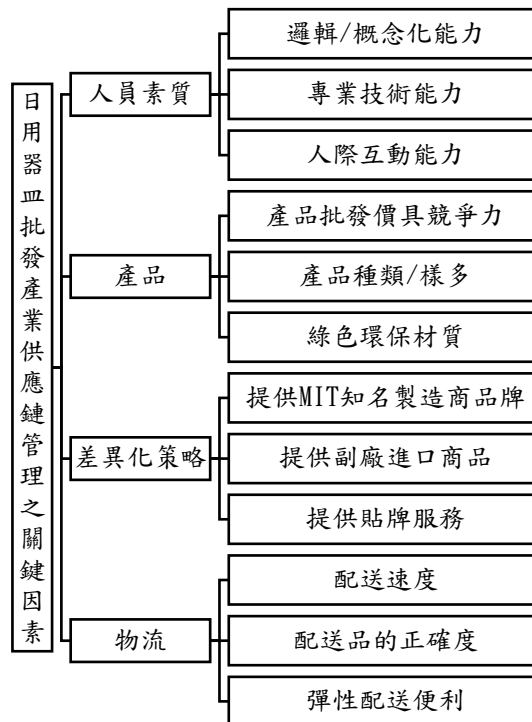 日用器皿批發產業供應鏈管理之關鍵因素
人員素質
邏輯/概念化能力
專業技術能力
人際互動能力
產品
產品批發價具競爭力
產品種類/樣多
綠色環保材質
差異化策略
提供MIT知名製造商品牌
提供副廠進口商品
提供貼牌服務
物流
配送速度
配送品的正確度
彈性配送便利